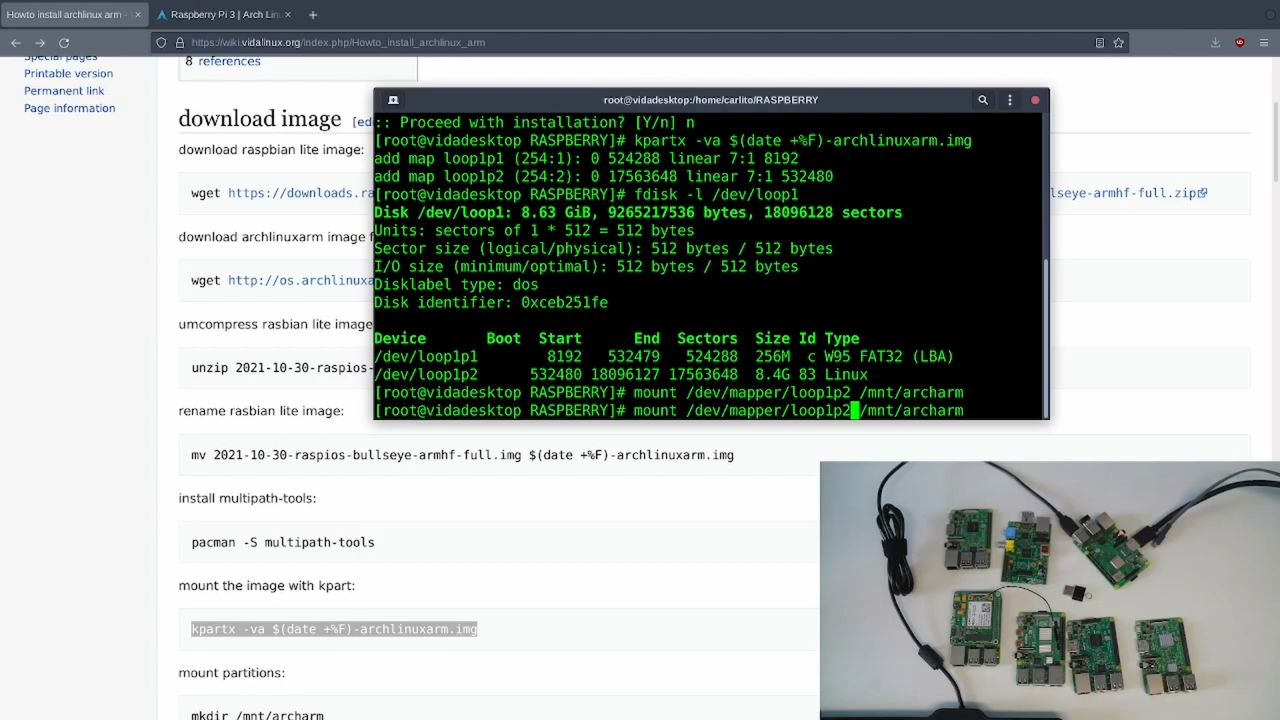 Howto install archlinux arm -
Raspberry Pi 3 | Arch Lin
https://wiki.vidalinux.org/index.php/Howto_install_archlinux_arm
Special pages
Printable version
Permanent link
Page information
8 references
download image [ed
download raspbian lite image:
wget https://downloads.ra
lseye-armhf-full.zip
download archlinuxarm image f
wget http://os.archlinuxa
umcompress rasbian lite image
unzip 2021-10-30-raspios-
rename rasbian lite image:
mv 2021-10-30-raspios-bullseye-armhf-full.img $(date +%F)-archlinuxarm.img
install multipath-tools:
pacman -S multipath-tools
mount the image with kpart:
kpartx -va $(date +%F)-archlinuxarm.img
mount partitions:
mkdir /mnt/archarm
root@vidadesktop:/home/carlito/RASPBERRY
:: Proceed with installation? [Y/n] n
[root@vidadesktop RASPBERRY]# kpartx -va $(date +%F)-archlinuxarm.img
add map loop1p1 (254:1): 0 524288 linear 7:1 8192
add map loop1p2 (254:2): 0 17563648 linear 7:1 532480
[root@vidadesktop RASPBERRY]# fdisk -l /dev/loop1
Disk /dev/loop1: 8.63 GiB, 9265217536 bytes, 18096128 sectors
Units: sectors of 1 * 512 = 512 bytes
Sector size (logical/physical): 512 bytes / 512 bytes
I/O size (minimum/optimal): 512 bytes / 512 bytes
Disklabel type: dos
Disk identifier: 0xceb251fe
Device Boot Start End Sectors Size Id Type
/dev/loop1p1 8192 532479 524288 256M c W95 FAT32 (LBA)
/dev/loop1p2 532480 18096127 17563648 8.4G 83 Linux
[root@vidadesktop RASPBERRY]# mount /dev/mapper/loop1p2 /mnt/archarm
[root@vidadesktop RASPBERRY]# mount /dev/mapper/loop1p2 /mnt/archarm